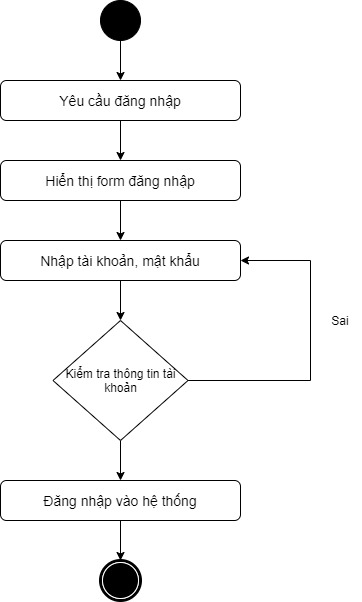 Yêu cầu đăng nhập
Hiển thị form đăng nhập
Nhập tài khoản, mật khẩu
Sai
Kiểm tra thông tin tài
khoản
Đăng nhập vào hệ thống